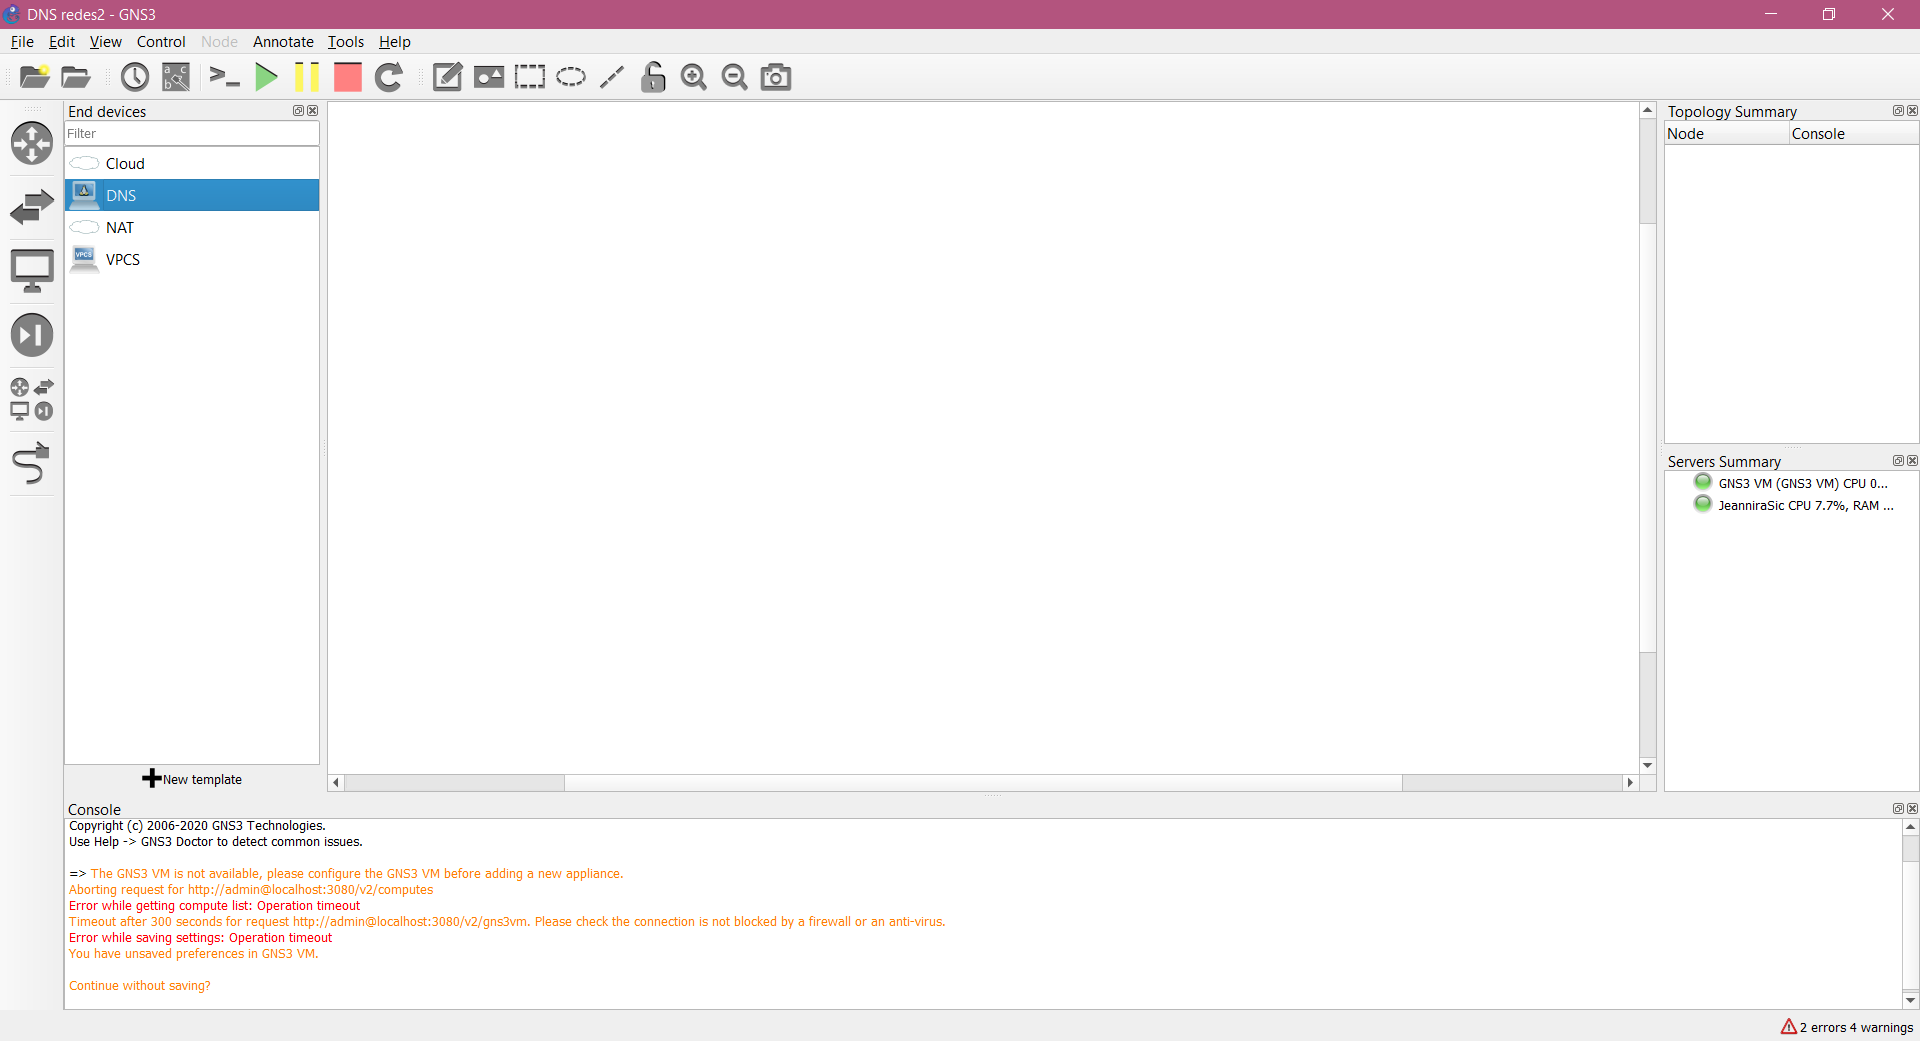 DNS redes2 - GNS3
File Edit View Control Node Annotate Tools Help
a c
b
End devices
Filter
Cloud
DNS
NAT
VPCS
VPCS
New template
Topology Summary
Node Console
Servers Summary
GNS3 VM (GNS3 VM) CPU 0...
JeanniraSic CPU 7.7%, RAM ...
Console
Copyright (c) 2006-2020 GNS3 Technologies.
Use Help -> GNS3 Doctor to detect common issues.
=> The GNS3 VM is not available, please configure the GNS3 VM before adding a new appliance.
Aborting request for http://admin@localhost:3080/v2/computes
Error while getting compute list: Operation timeout
Timeout after 300 seconds for request http://admin@localhost:3080/v2/gns3vm. Please check the connection is not blocked by a firewall or an anti-virus.
Error while saving settings: Operation timeout
You have unsaved preferences in GNS3 VM.
Continue without saving?
2 errors 4 warnings